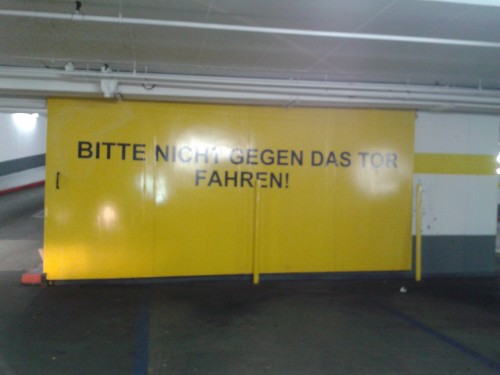 BITTE NICHT GEGEN DAS TOR
FAHREN!